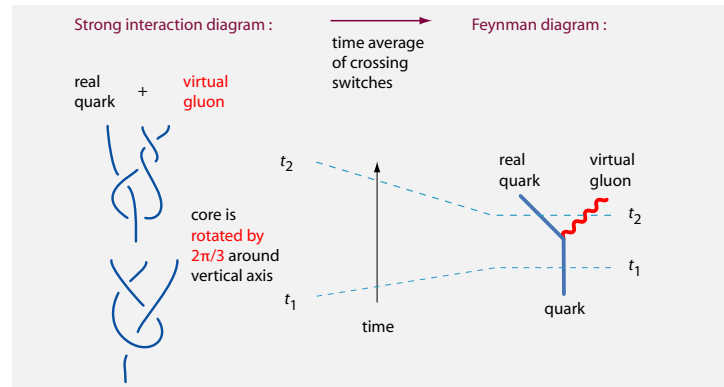 Strong interaction diagram :
time average
of crossing
switches
Feynman diagram :
real
quark
+
virtual
gluon
t2
real
quark
virtual
gluon
t2
core is
rotated by
2π/3 around
vertical axis
t1
t1
time
quark